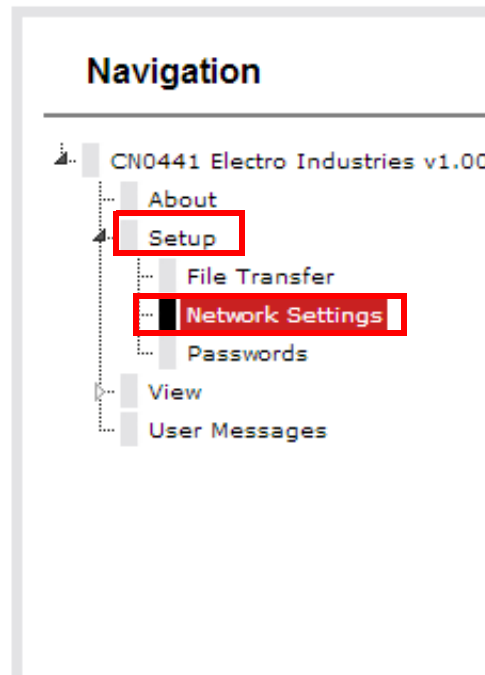 Navigation
CN0441 Electro Industries v1.00
About
Setup
File Transfer
Network Settings
Passwords
View
User Messages